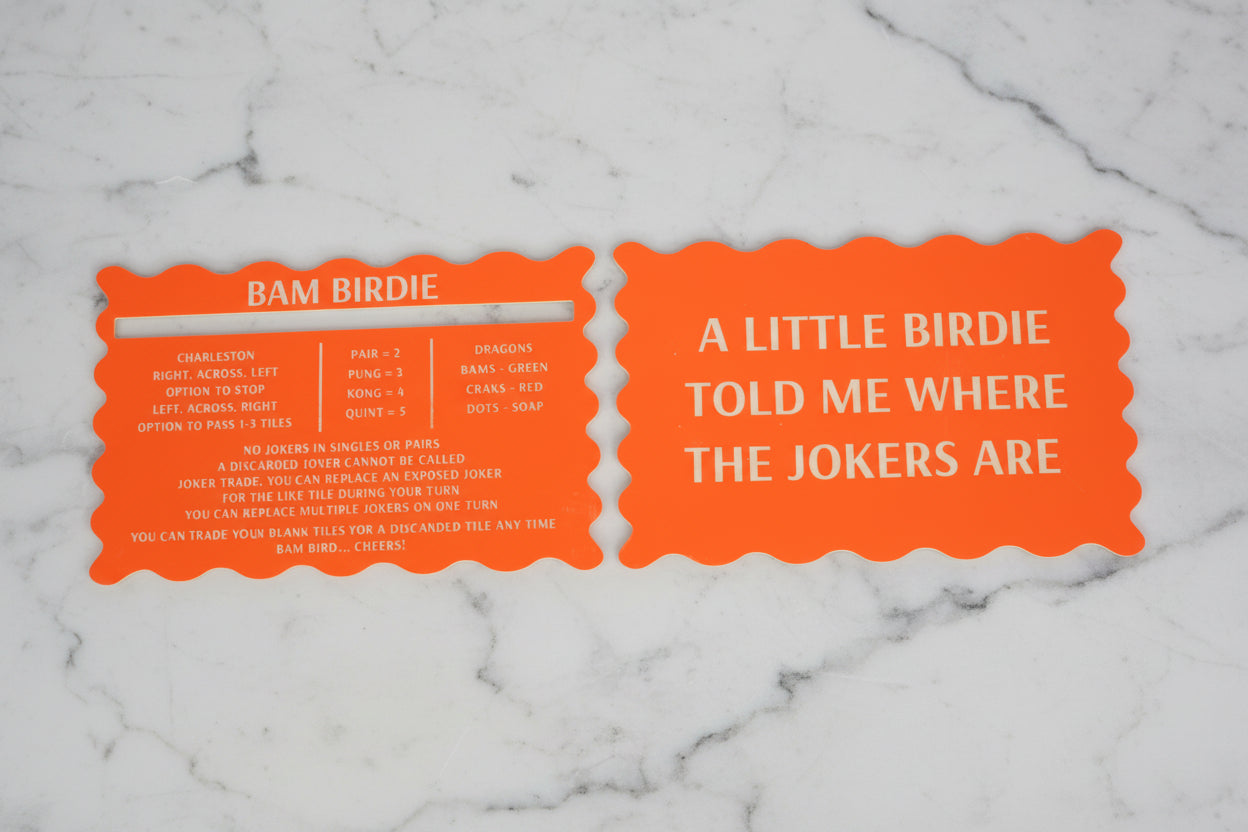 BAM BIRDIE
CHARLESTON
RIGHT, ACROSS, LEFT
OPTION TO STOP
LEFT, ACROSS, RIGHT
OPTION TO PASS 1-3 TILES
PAIR = 2
PUNG = 3
KONG = 4
QUINT = 5
DRAGONS
BAMS - GREEN
CRAKS - RED
DOTS - SOAP
NO JOKERS IN SINGLES OR PAIRS
A DISCARDED CANNOT BE CALLED
JOKER TRADE, YOU CAN REPLACE AN EXPOSED JOKER
FOR THE LIKE TILE DURING YOUR TURN
YOU CAN REPLACE MULTIPLE JOKERS ON ONE TURN
YOU CAN TRADE YOUR BLANK TILES YOR A DISCANDED TILE ANY TIME
BAM BIRD... CHEERS!
A LITTLE BIRDIE
TOLD ME WHERE
THE JOKERS ARE